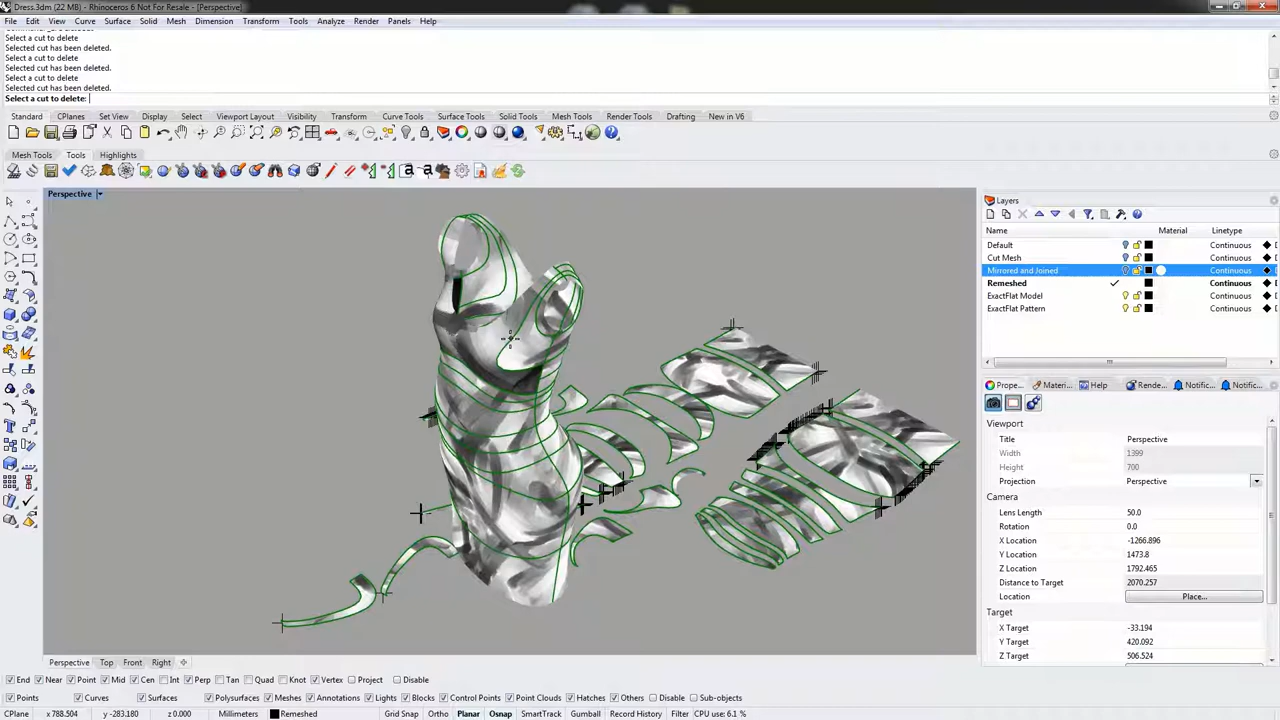 Dress.3dm (22 MB) - Rhinoceros 6 Not For Resale - [Perspective]
File Edit View Curve Surface Solid Mesh Dimension Transform Tools Analyze Render Panels Help
Select a cut to delete
Selected cut has been deleted.
Select a cut to delete
Selected cut has been deleted.
Select a cut to delete
Selected cut has been deleted.
Select a cut to delete:
Standard CPlanes Set View Display Select Viewport Layout Visibility Transform Curve Tools Surface Tools Solid Tools Mesh Tools Render Tools Drafting New in V6
Mesh Tools Tools Highlights
Perspective
Layers
Name Material Linetype
Default Continuous
Cut Mesh Continuous
Mirrored and Joined Continuous
Remeshed Continuous
ExactFlat Model Continuous
ExactFlat Pattern Continuous
Prope... Materi... Help Rende... Notific... Notific...
Viewport
Title Perspective
Width 1399
Height 700
Projection Perspective
Camera
Lens Length 50.0
Rotation 0.0
X Location -1266.896
Y Location 1473.8
Z Location 1792.465
Distance to Target 2070.257
Location Place...
Target
X Target -33.194
Y Target 420.092
Z Target 506.524
Perspective Top Front Right
End Near Point Mid Cen Int Perp Tan Quad Knot Vertex Project Disable
Points Curves Surfaces Polysurfaces Meshes Annotations Lights Blocks Control Points Point Clouds Hatches Others Disable Sub-objects
CPlane x 788.504 y -283.180 z 0.000 Millimeters Remeshed Grid Snap Ortho Planar Osnap SmartTrack Gumball Record History Filter CPU use: 6.1 %